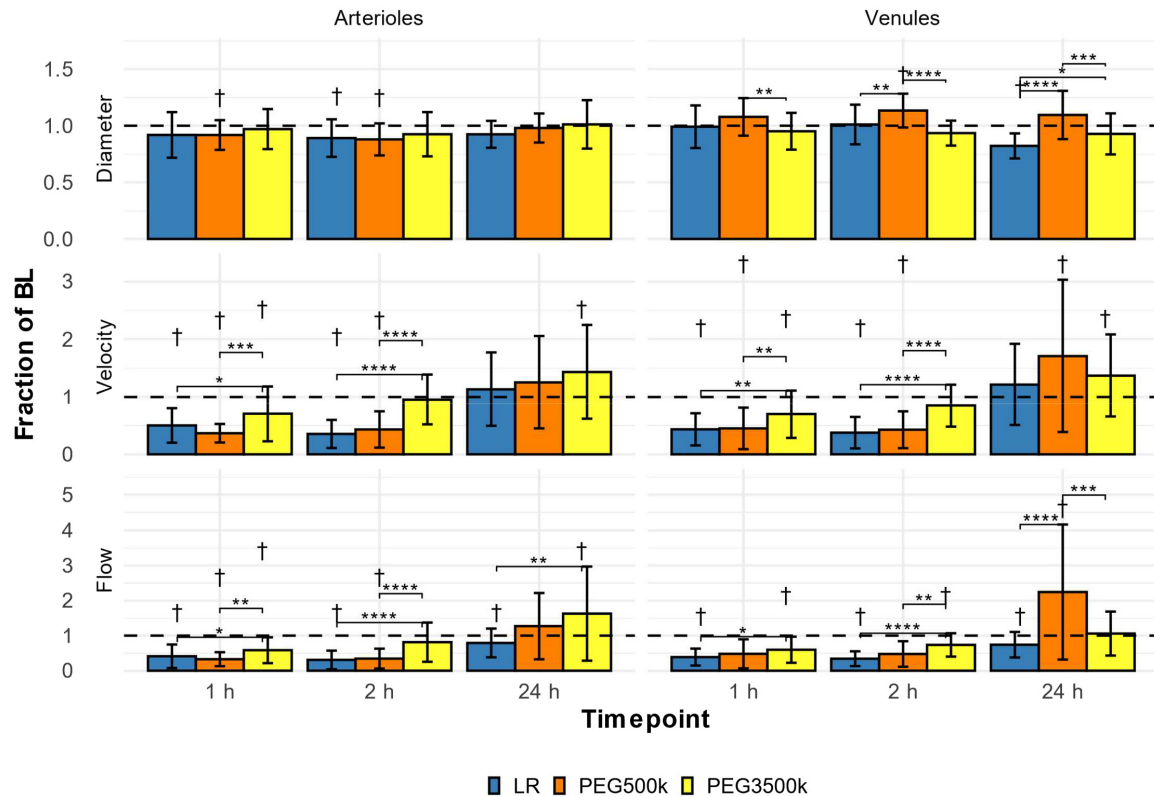 Arterioles Venules
Fraction of BL
Diameter
1.5
1.0
0.5
0.0
† † † ** ** † **** † **** * ***
Velocity
3
2
1
0
† † † *** * † † **** **** † † † † ** ** † † **** **** † †
Flow
5
4
3
2
1
0
† † † ** * † † **** **** † ** † † † * † † ** **** † **** † ***
1 h 2 h 24 h 1 h 2 h 24 h
Timepoint
LR PEG500k PEG3500k